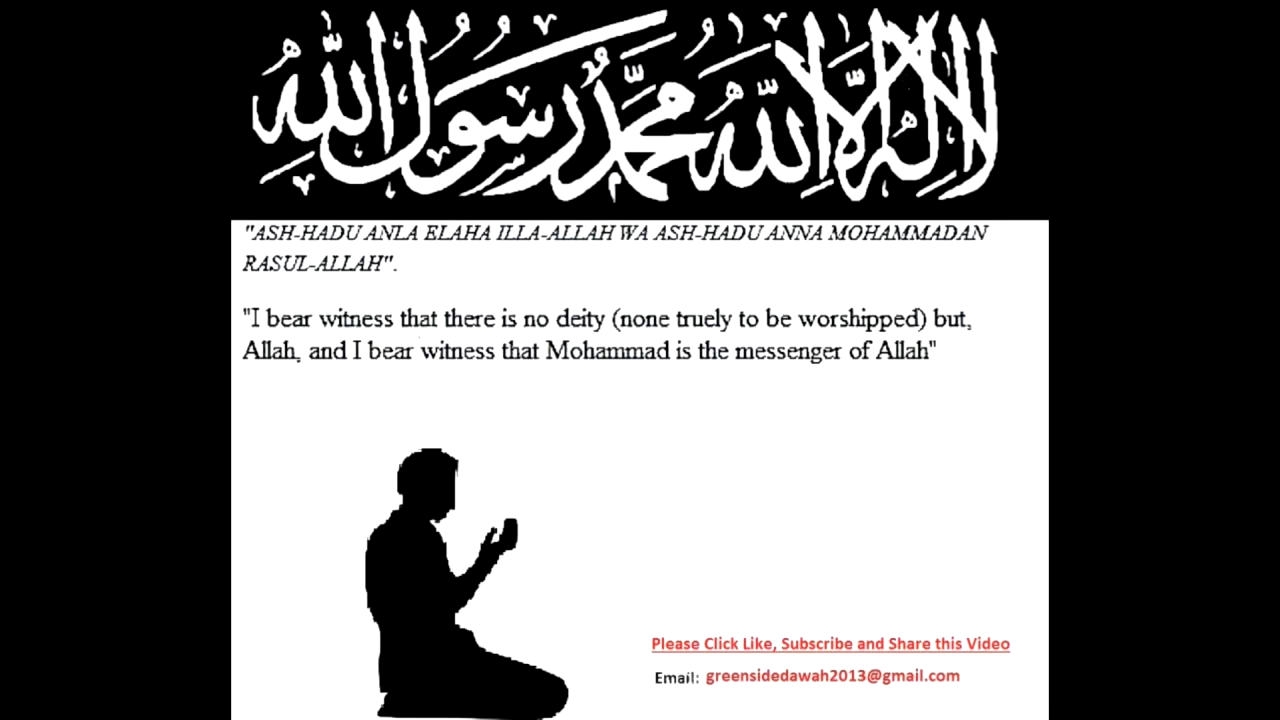 لا إله إلا الله محمد رسول الله
"ASH-HADU ANLA ELAHA ILLA-ALLAH WA ASH-HADU ANNA MOHAMMADAN
RASUL-ALLAH".
"I bear witness that there is no deity (none truely to be worshipped) but,
Allah, and I bear witness that Mohammad is the messenger of Allah"
Please Click Like, Subscribe and Share this Video
Email: greensidedawah2013@gmail.com